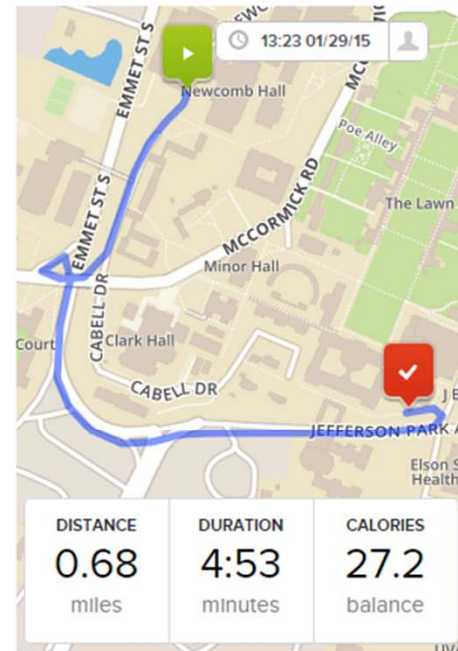 13:23 01/29/15
EMMET ST S
Newcomb Hall
Poe Alley
The Lawn
MCCORMICK RD
EMMET ST S
Minor Hall
CABELL DR
Court
Clark Hall
CABELL DR
JEFFERSON PARK A
Elson S
Health
DISTANCE
0.68
miles
DURATION
4:53
minutes
CALORIES
27.2
balance